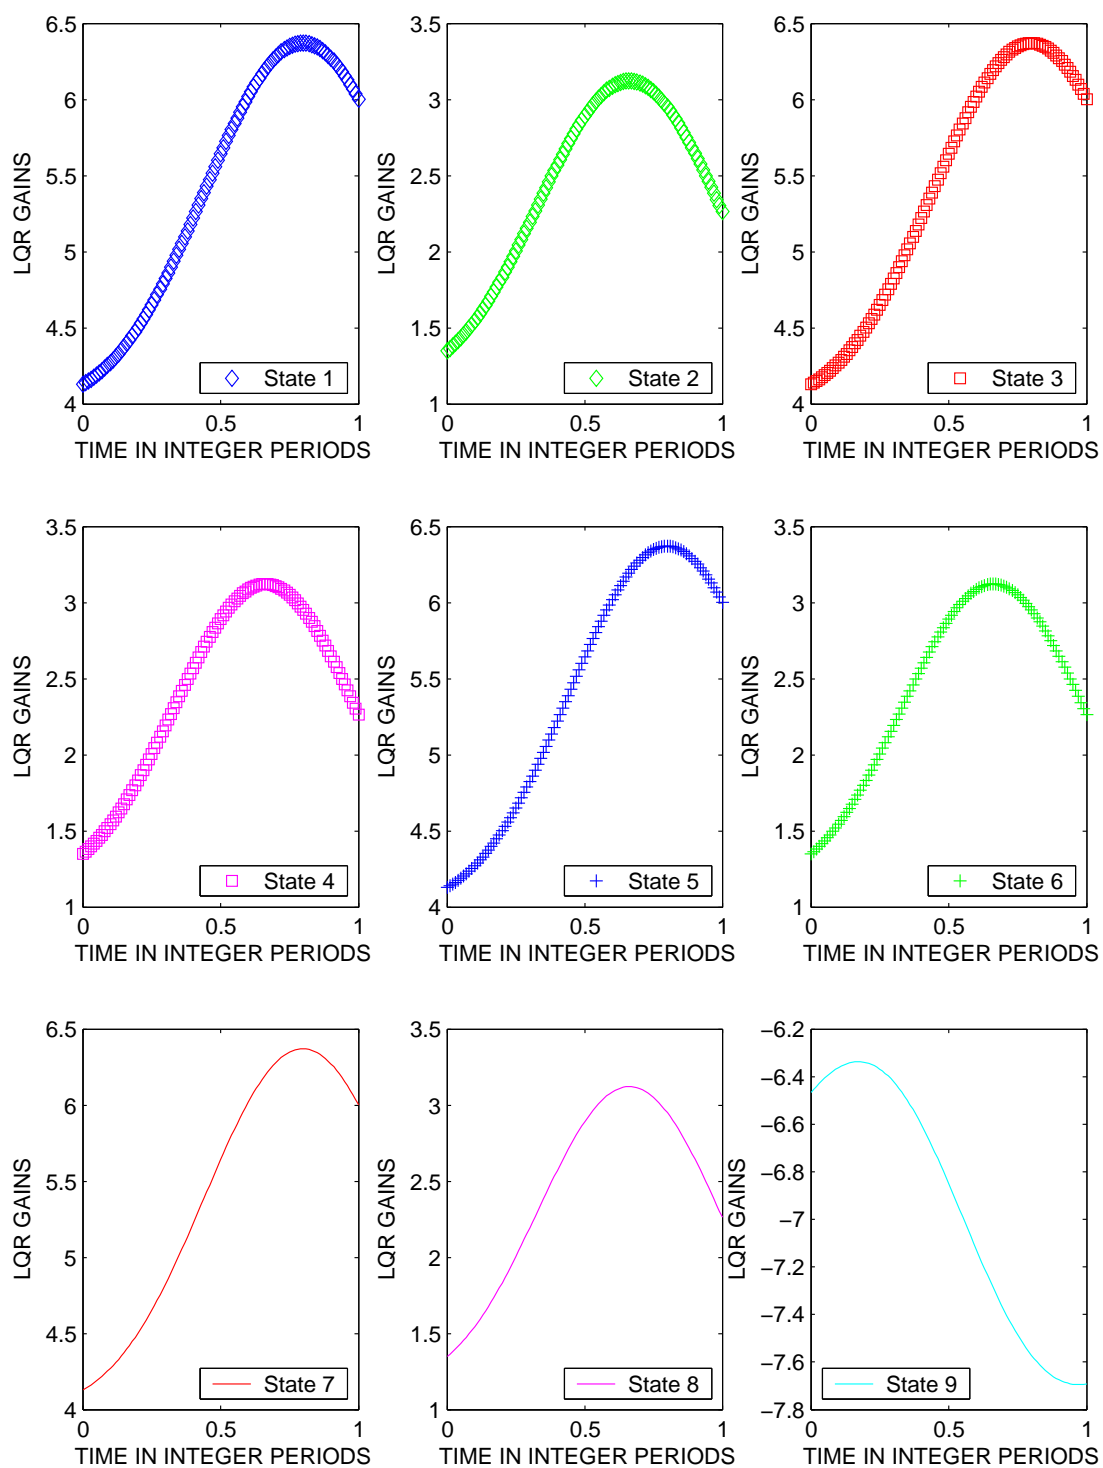 6.5
6
5.5
5
4.5
4
LQR GAINS
State 1
0 0.5 1
TIME IN INTEGER PERIODS
3.5
3
2.5
2
1.5
1
LQR GAINS
State 2
0 0.5 1
TIME IN INTEGER PERIODS
6.5
6
5.5
5
4.5
4
LQR GAINS
State 3
0 0.5 1
TIME IN INTEGER PERIODS
3.5
3
2.5
2
1.5
1
LQR GAINS
State 4
0 0.5 1
TIME IN INTEGER PERIODS
6.5
6
5.5
5
4.5
4
LQR GAINS
State 5
0 0.5 1
TIME IN INTEGER PERIODS
3.5
3
2.5
2
1.5
1
LQR GAINS
State 6
0 0.5 1
TIME IN INTEGER PERIODS
6.5
6
5.5
5
4.5
4
LQR GAINS
State 7
0 0.5 1
TIME IN INTEGER PERIODS
3.5
3
2.5
2
1.5
1
LQR GAINS
State 8
0 0.5 1
TIME IN INTEGER PERIODS
−6.2
−6.4
−6.6
−6.8
−7
−7.2
−7.4
−7.6
−7.8
LQR GAINS
State 9
0 0.5 1
TIME IN INTEGER PERIODS